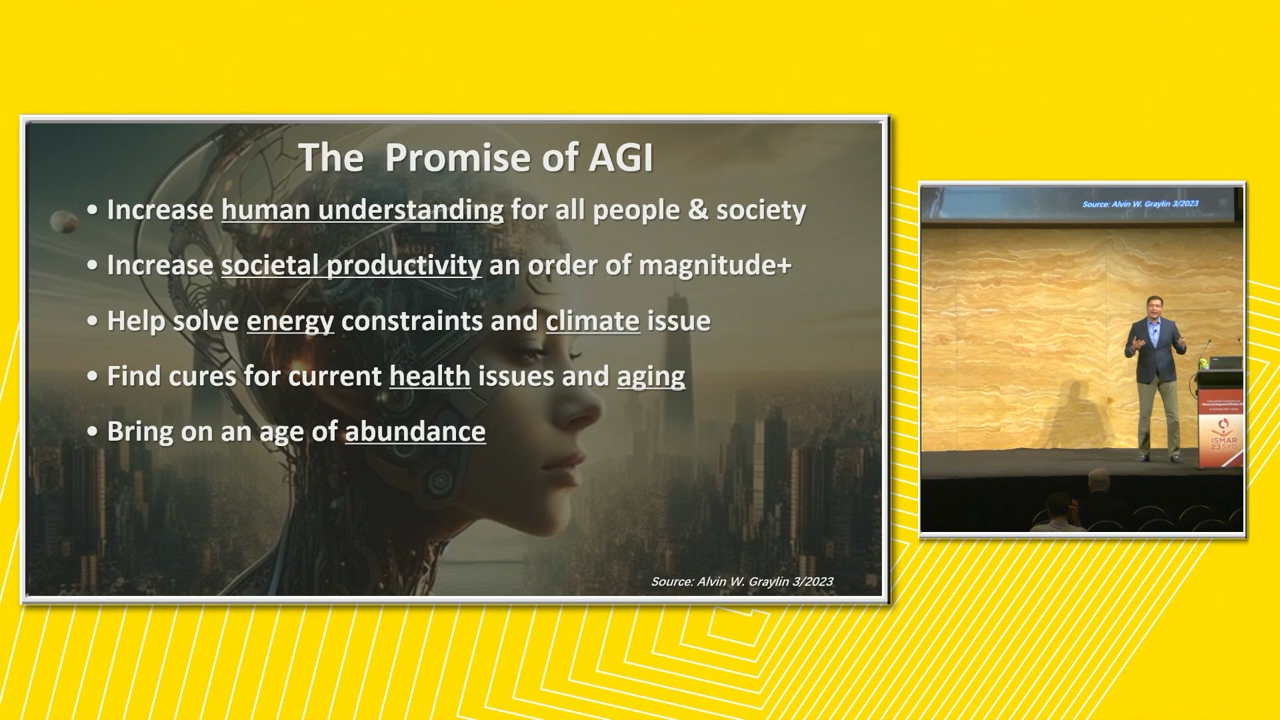 The Promise of AGI
• Increase human understanding for all people & society
• Increase societal productivity an order of magnitude+
• Help solve energy constraints and climate issue
• Find cures for current health issues and aging
• Bring on an age of abundance
Source: Alvin W. Graylin 3/2023
Source: Alvin W. Graylin 3/2023
ISMAR
23 SYD